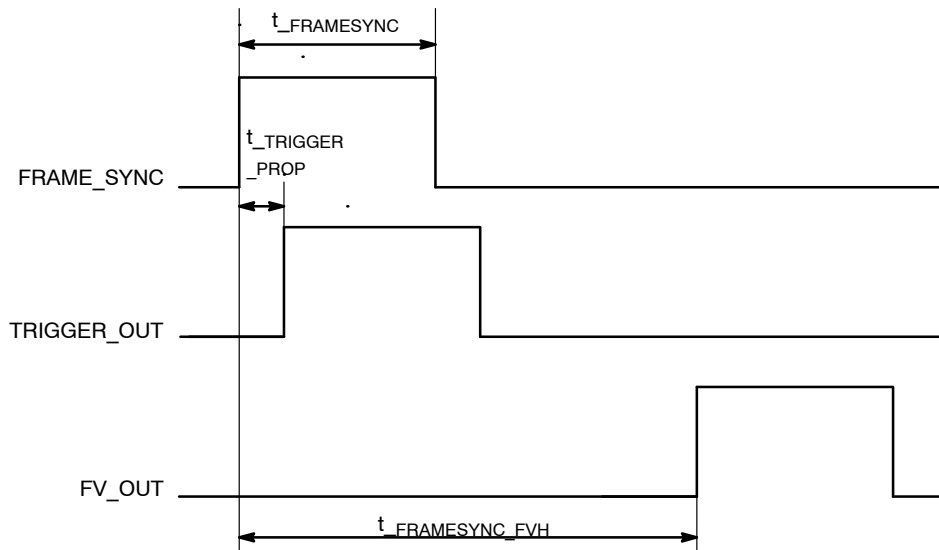 t_FRAMESYNC
t_TRIGGER
_PROP
FRAME_SYNC
TRIGGER_OUT
FV_OUT
t_FRAMESYNC_FVH